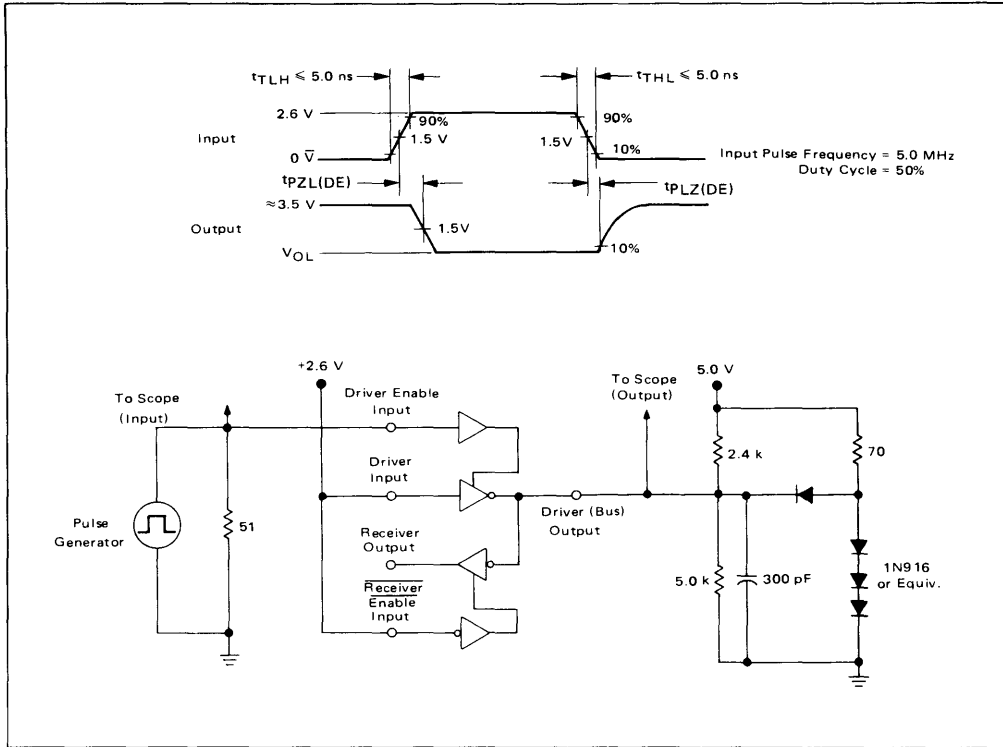 tTLH ≤ 5.0 ns
tTHL ≤ 5.0 ns
2.6 V
90%
90%
Input
1.5 V
1.5V
0 V
10%
Input Pulse Frequency = 5.0 MHz
Duty Cycle = 50%
tPZL(DE)
tPLZ(DE)
≈3.5 V
Output
1.5V
VOL
10%
+2.6 V
5.0 V
To Scope
(Input)
Driver Enable
Input
To Scope
(Output)
2.4 k
70
Driver
Input
Pulse
Generator
51
Driver (Bus)
Output
Receiver
Output
5.0 k
300 pF
1N916
or Equiv.
Receiver
Enable
Input